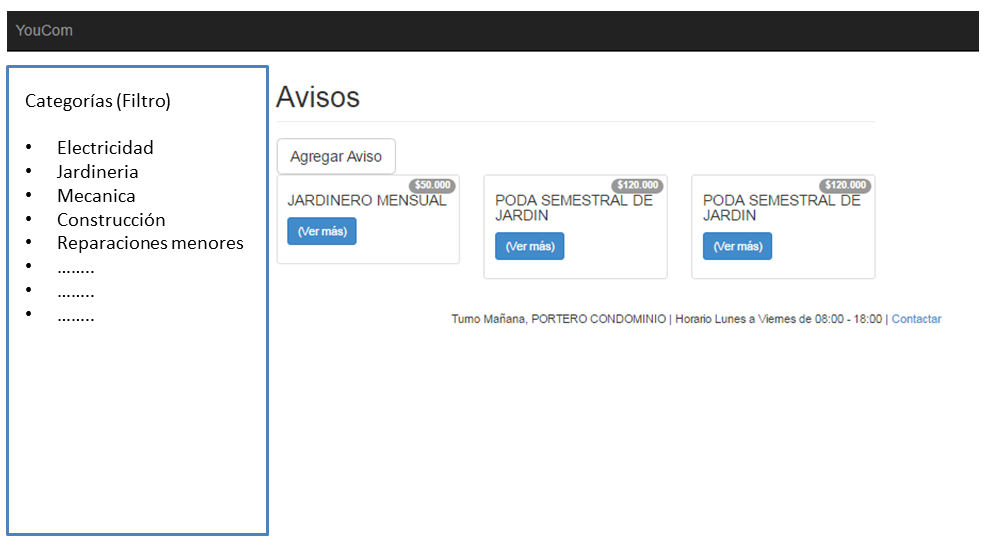 YouCom
Categorías (Filtro)
• Electricidad
• Jardineria
• Mecanica
• Construcción
• Reparaciones menores
• ........
• ........
• ........
Avisos
Agregar Aviso
$50.000
JARDINERO MENSUAL
(Ver más)
$120.000
PODA SEMESTRAL DE
JARDIN
(Ver más)
$120.000
PODA SEMESTRAL DE
JARDIN
(Ver más)
Turno Mañana, PORTERO CONDOMINIO | Horario Lunes a Viernes de 08:00 - 18:00 | Contactar